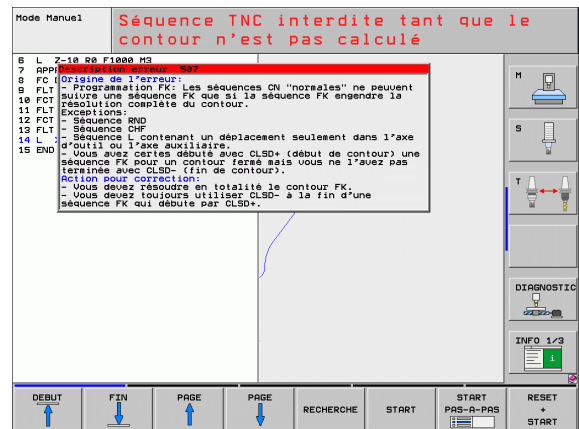 Mode Manuel
Séquence TNC interdite tant que le
contour n'est pas calculé
6 L Z-10 R0 F1000 M3
7 APP
8 FC
9 FLT
10 FCT
11 FLT
12 FCT
13 FLT
14 L
15 END
Description erreur 507
Origine de l'erreur:
- Programmation FK: Les séquences CN "normales" ne peuvent
suivre une séquence FK que si la séquence FK engendre la
résolution complète du contour.
Exceptions:
- Séquence RND
- Séquence CHF
- Séquence L contenant un déplacement seulement dans l'axe
d'outil ou l'axe auxiliaire.
- Vous avez certes débuté avec CLSD+ (début de contour) une
séquence FK pour un contour fermé mais vous ne l'avez pas
terminée avec CLSD- (fin de contour).
Action pour correction:
- Vous devez résoudre en totalité le contour FK.
- Vous devez toujours utiliser CLSD- à la fin d'une
séquence FK qui débute par CLSD+.
M
S
T
DIAGNOSTIC
INFO 1/3
DEBUT
FIN
PAGE
PAGE
RECHERCHE
START
START
PAS-A-PAS
RESET
+
START